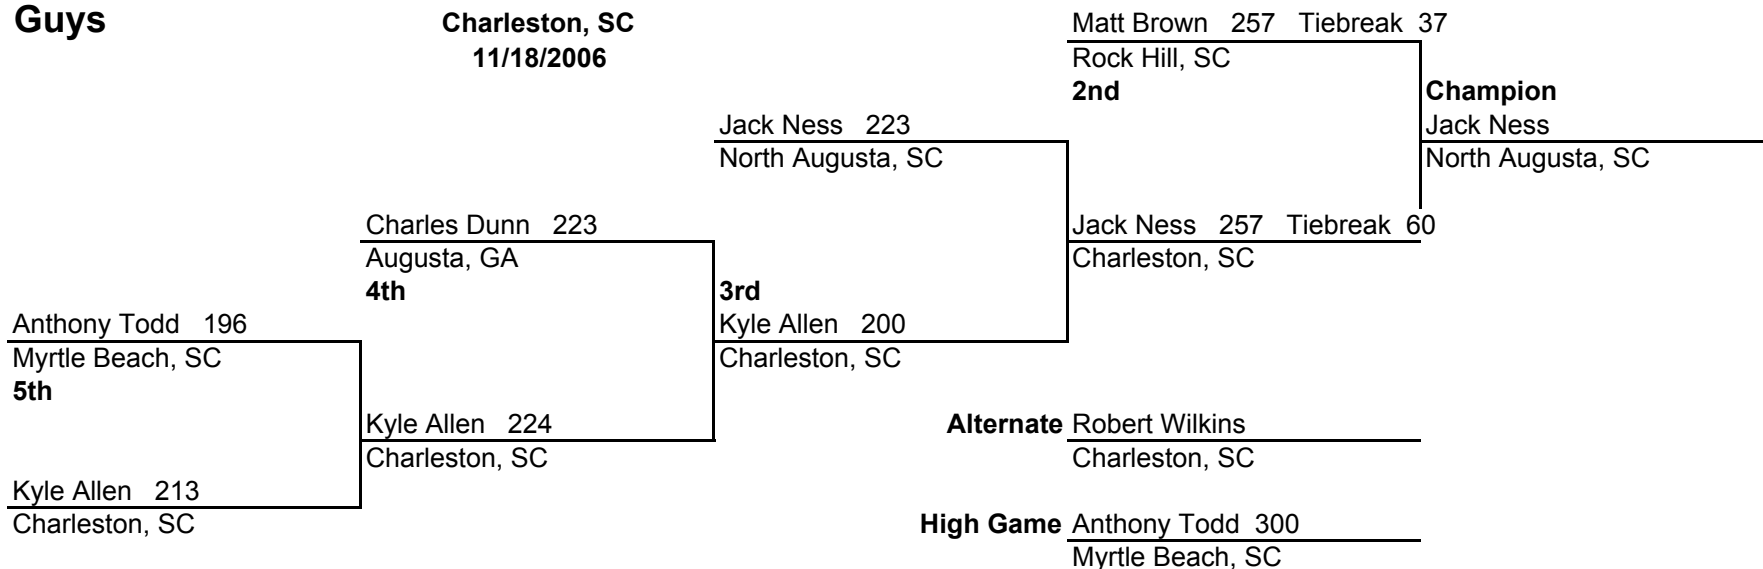 Guys
Charleston, SC
11/18/2006
Matt Brown 257 Tiebreak 37
Rock Hill, SC
2nd
Champion
Jack Ness 223
Jack Ness
North Augusta, SC
North Augusta, SC
Charles Dunn 223
Jack Ness 257 Tiebreak 60
Augusta, GA
Charleston, SC
4th
3rd
Anthony Todd 196
Kyle Allen 200
Myrtle Beach, SC
Charleston, SC
5th
Kyle Allen 224
Alternate Robert Wilkins
Charleston, SC
Charleston, SC
Kyle Allen 213
Charleston, SC
High Game Anthony Todd 300
Myrtle Beach, SC